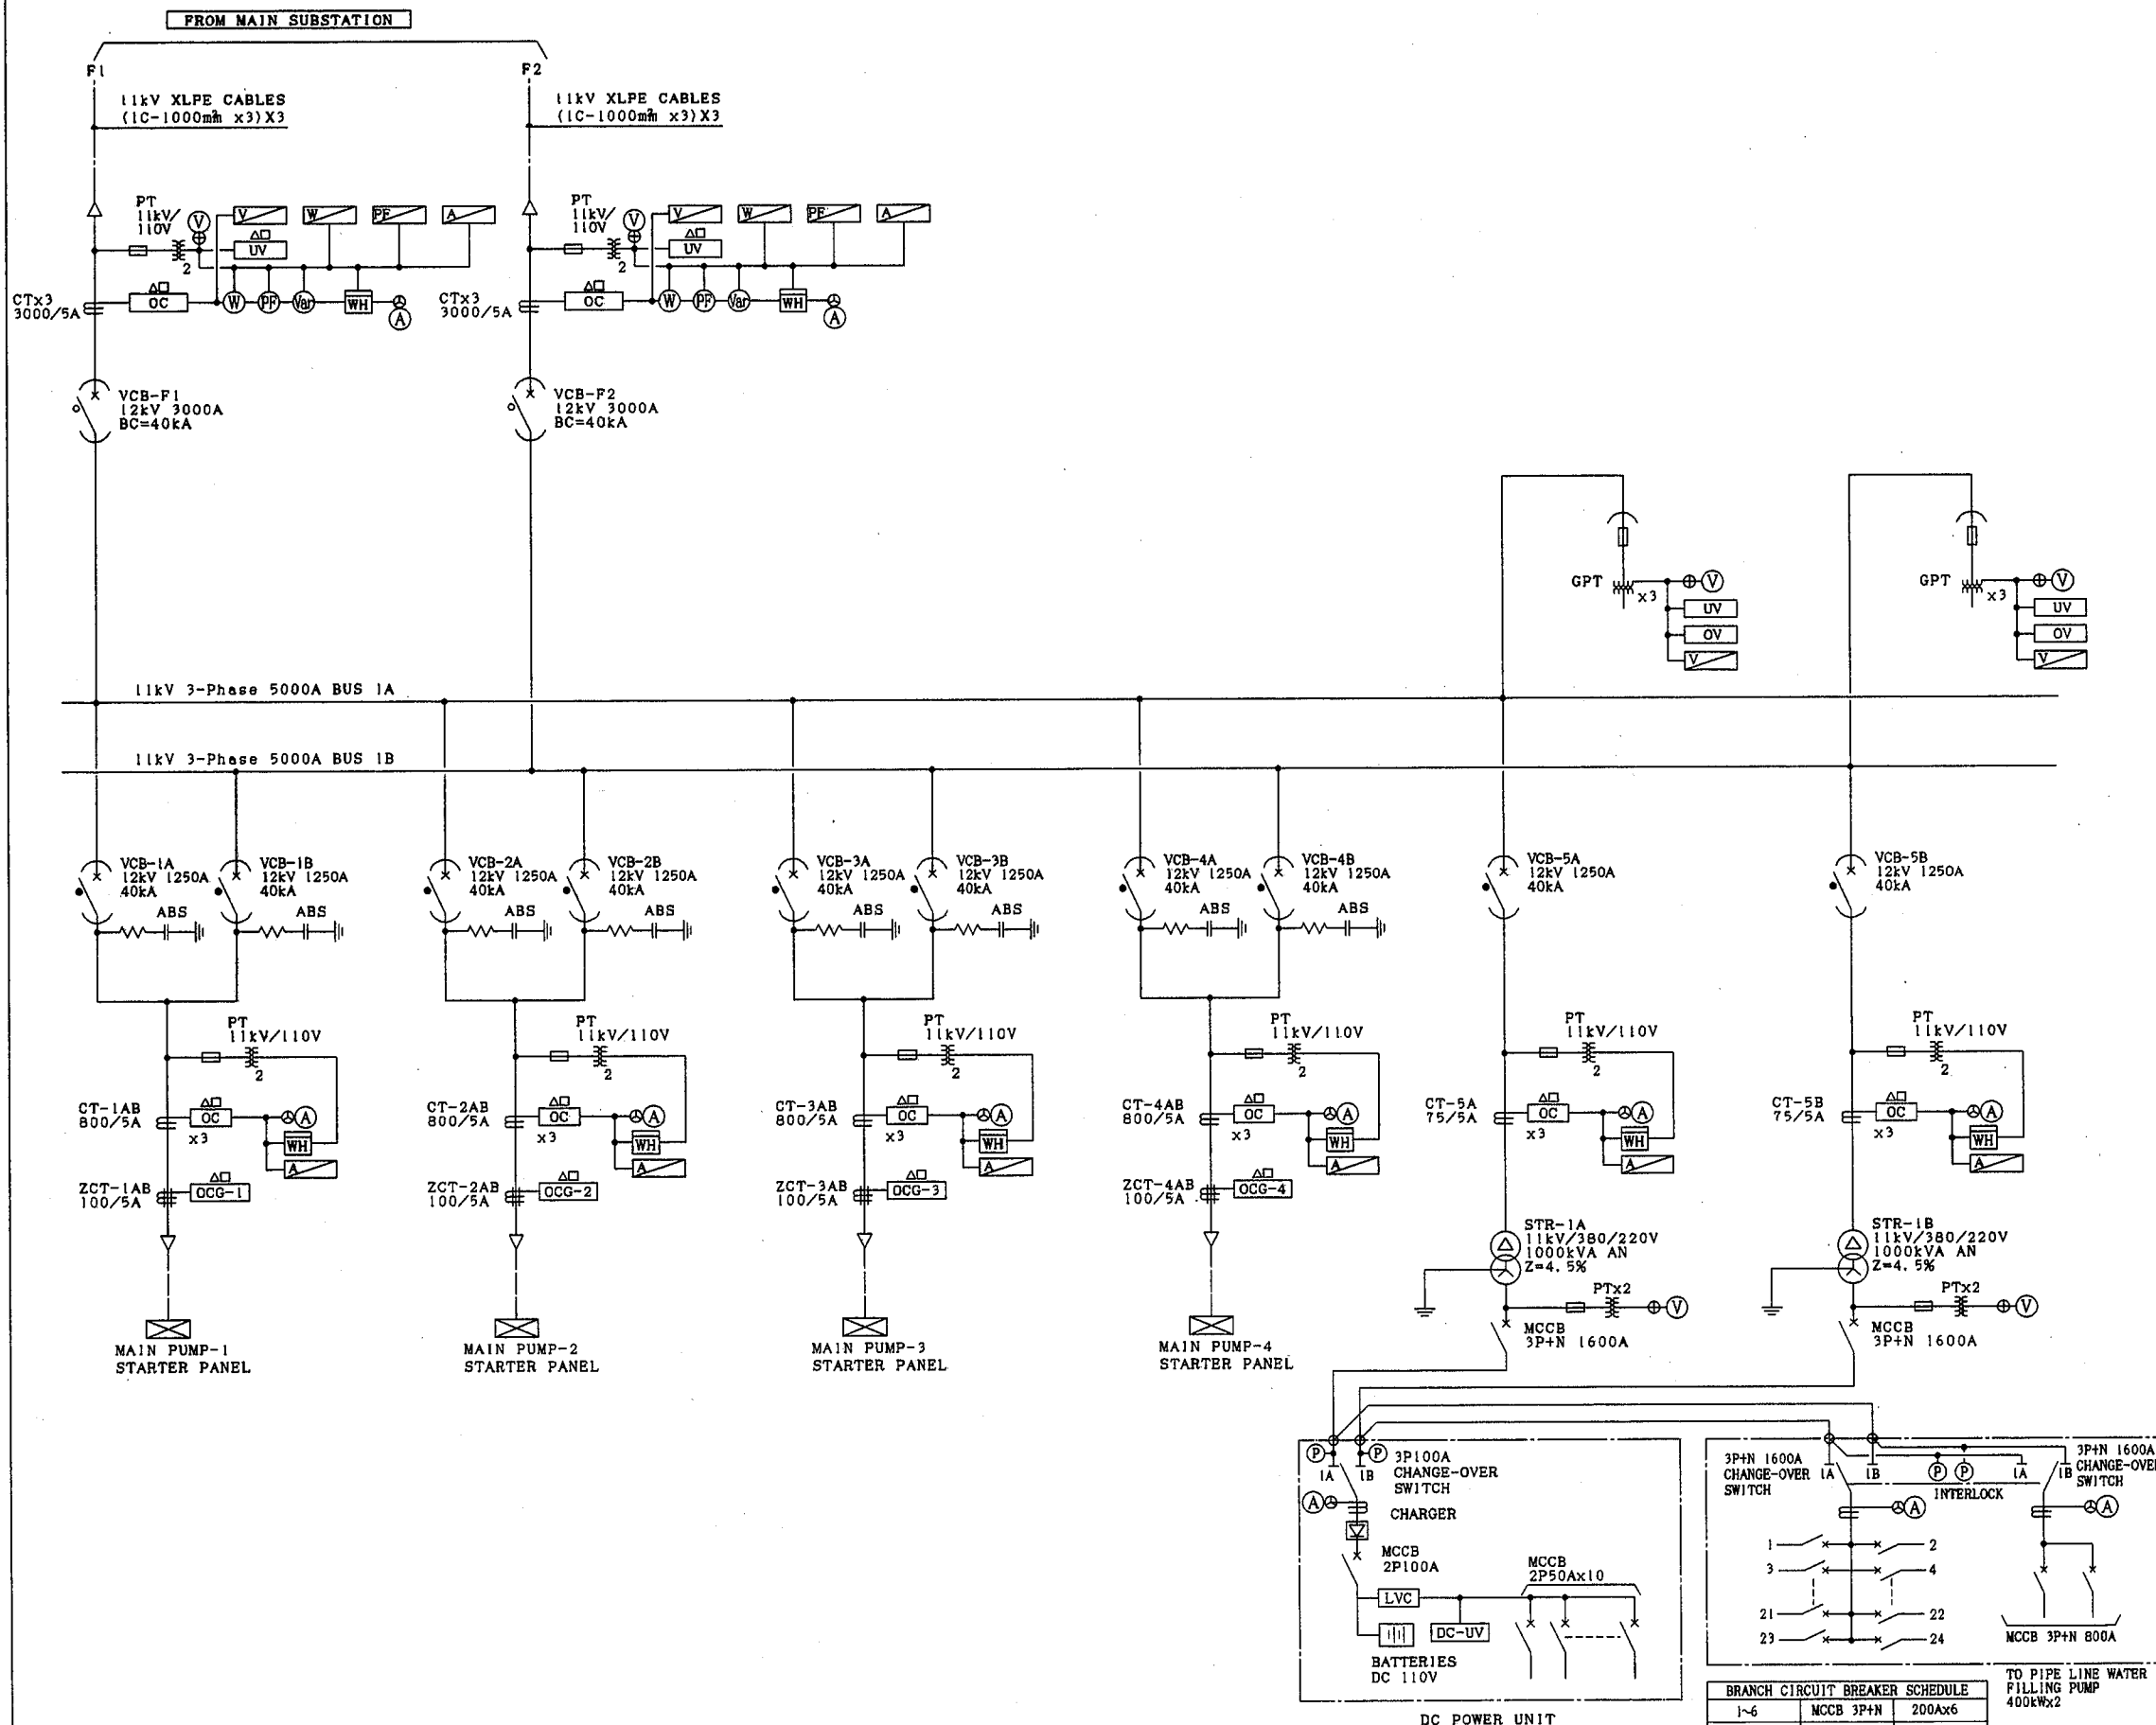 FROM MAIN SUBSTATION
F1
F2
11kV XLPE CABLES
(1C-1000mm² x3)X3
11kV XLPE CABLES
(1C-1000mm² x3)X3
PT
11kV/
110V
V
V
W
PF
A
UV
2
CTx3
3000/5A
OC
W
PF
Var
WH
A
PT
11kV/
110V
V
V
W
PF
A
UV
2
CTx3
3000/5A
OC
W
PF
Var
WH
A
VCB-F1
12kV 3000A
BC=40kA
VCB-F2
12kV 3000A
BC=40kA
GPT
x3
V
UV
OV
V
GPT
x3
V
UV
OV
V
11kV 3-Phase 5000A BUS 1A
11kV 3-Phase 5000A BUS 1B
VCB-1A
12kV 1250A
40kA
ABS
VCB-1B
12kV 1250A
40kA
ABS
VCB-2A
12kV 1250A
40kA
ABS
VCB-2B
12kV 1250A
40kA
ABS
VCB-3A
12kV 1250A
40kA
ABS
VCB-3B
12kV 1250A
40kA
ABS
VCB-4A
12kV 1250A
40kA
ABS
VCB-4B
12kV 1250A
40kA
ABS
VCB-5A
12kV 1250A
40kA
VCB-5B
12kV 1250A
40kA
PT
11kV/110V
2
CT-1AB
800/5A
OC
x3
A
WH
A
ZCT-1AB
100/5A
OCG-1
MAIN PUMP-1
STARTER PANEL
PT
11kV/110V
2
CT-2AB
800/5A
OC
x3
A
WH
A
ZCT-2AB
100/5A
OCG-2
MAIN PUMP-2
STARTER PANEL
PT
11kV/110V
2
CT-3AB
800/5A
OC
x3
A
WH
A
ZCT-3AB
100/5A
OCG-3
MAIN PUMP-3
STARTER PANEL
PT
11kV/110V
2
CT-4AB
800/5A
OC
x3
A
WH
A
ZCT-4AB
100/5A
OCG-4
MAIN PUMP-4
STARTER PANEL
PT
11kV/110V
2
CT-5A
75/5A
OC
x3
A
WH
A
STR-1A
11kV/380/220V
1000kVA AN
Z=4.5%
PTx2
V
MCCB
3P+N 1600A
PT
11kV/110V
2
CT-5B
75/5A
OC
x3
A
WH
A
STR-1B
11kV/380/220V
1000kVA AN
Z=4.5%
PTx2
V
MCCB
3P+N 1600A
P
P
1A
1B
3P100A
CHANGE-OVER
SWITCH
A
CHARGER
MCCB
2P100A
LVC
MCCB
2P50Ax10
DC-UV
BATTERIES
DC 110V
DC POWER UNIT
3P+N 1600A
CHANGE-OVER
SWITCH
1A
1B
P
P
INTERLOCK
1A
1B
3P+N 1600A
CHANGE-OVER
SWITCH
A
A
1
2
3
4
21
22
23
24
MCCB 3P+N 800A
TO PIPE LINE WATER
FILLING PUMP
400kWx2
BRANCH CIRCUIT BREAKER SCHEDULE
1~6 MCCB 3P+N 200Ax6